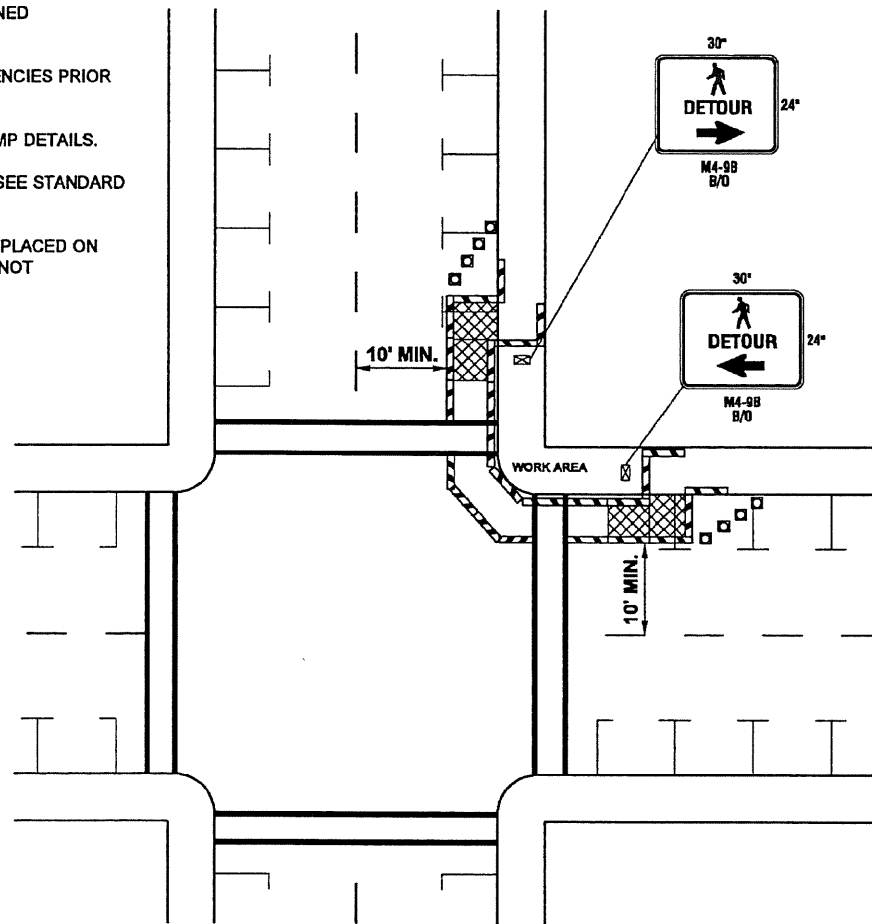 NED
ENCIES PRIOR
MP DETAILS.
SEE STANDARD
PLACED ON
NOT
30"
DETOUR
24"
M4-9B
B/O
30"
DETOUR
24"
M4-9B
B/O
10' MIN.
WORK AREA
10' MIN.